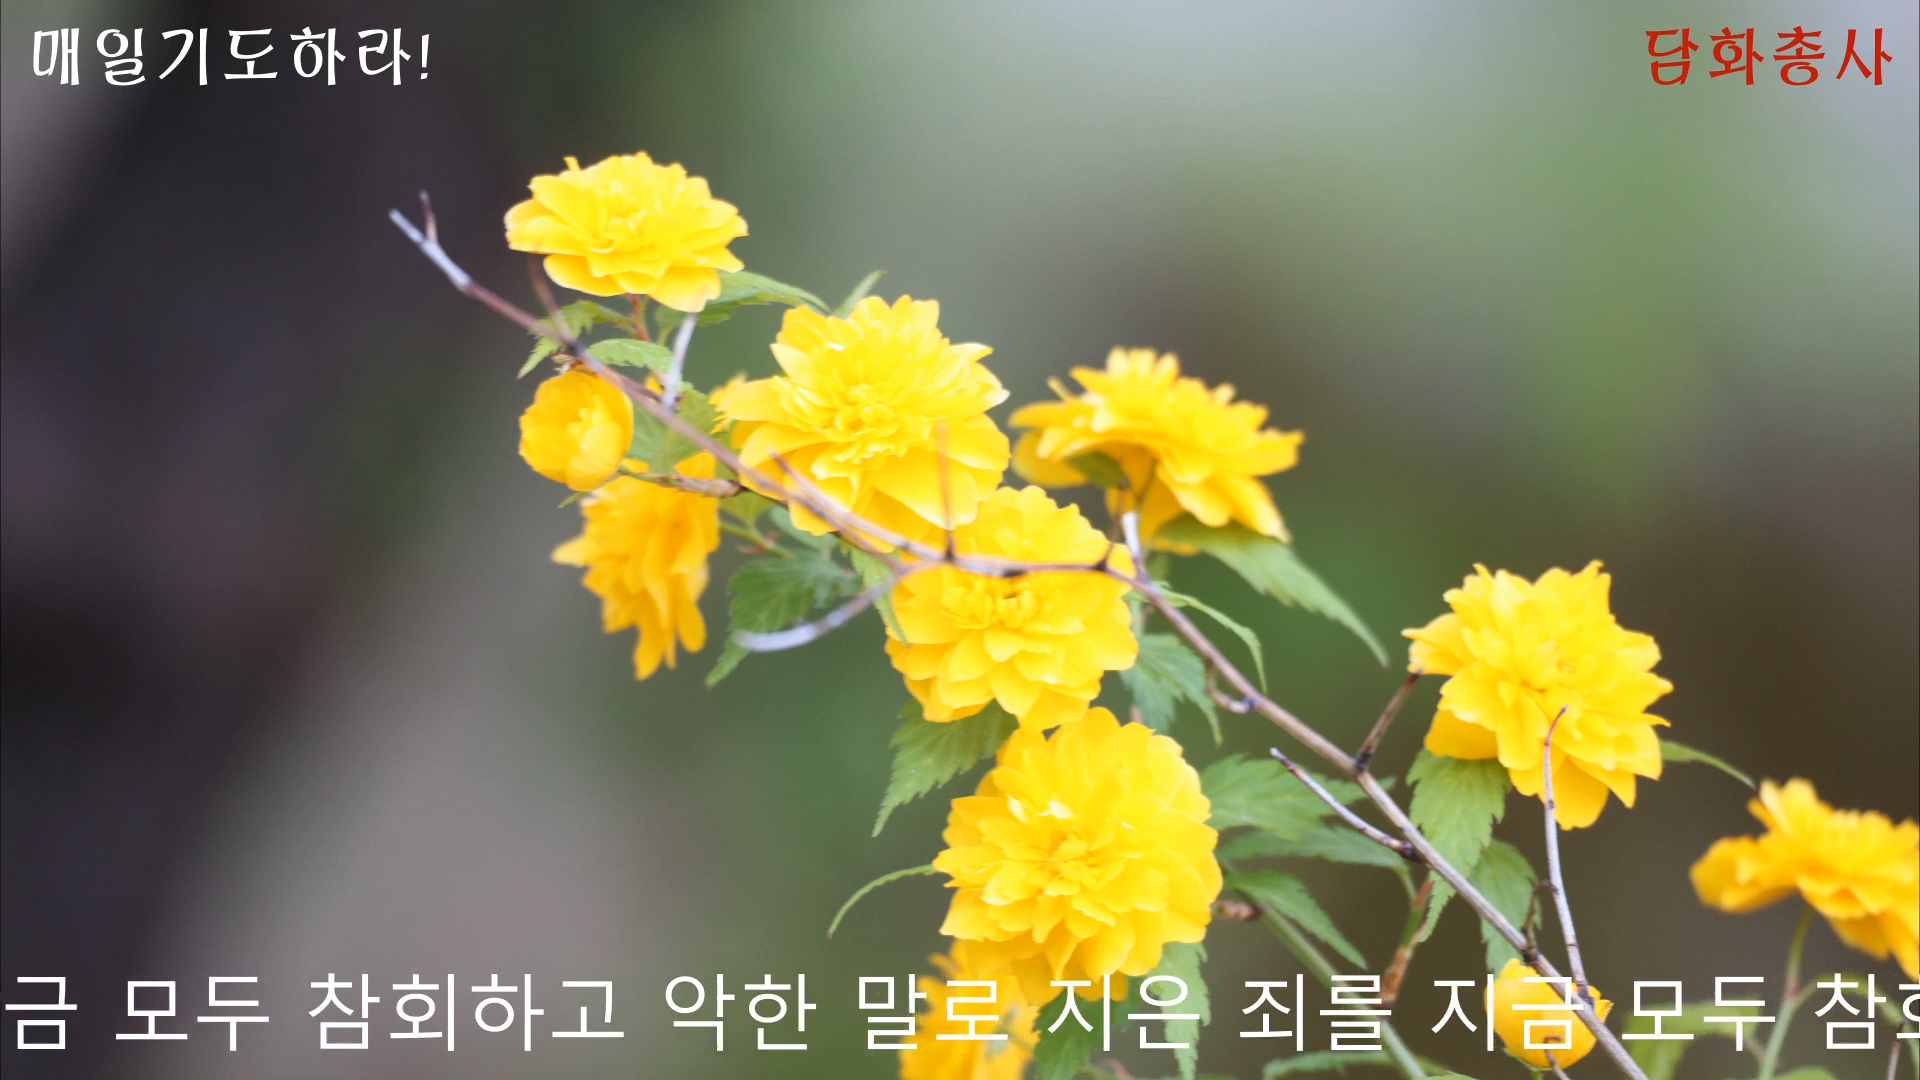 매일기도하라!
담화총사
금 모두 참회하고 악한 말로 지은 죄를 지금 모두 참회